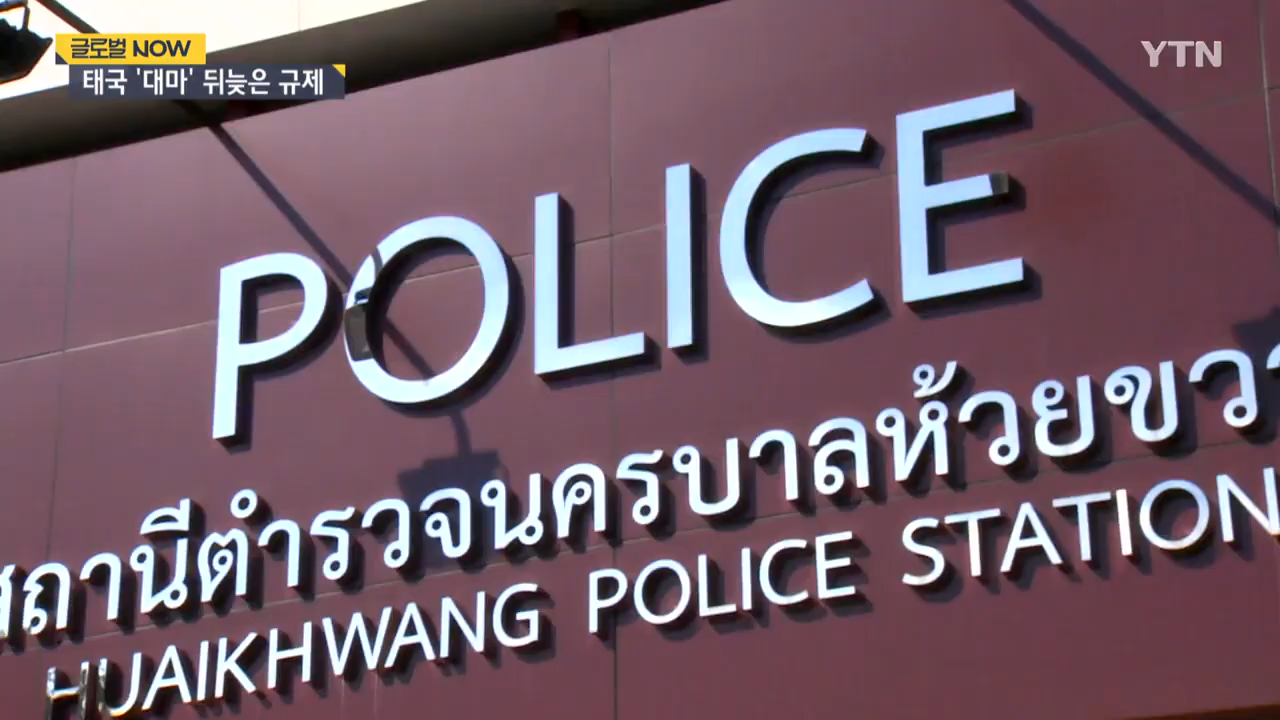 글로벌 NOW
태국 '대마' 뒤늦은 규제
YTN
POLICE
สถานีตำรวจนครบาลห้วยขวา
HUAIKHWANG POLICE STATION